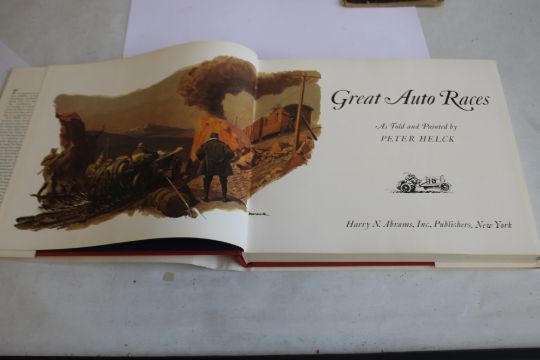 Great Auto Races
As Told and Painted by
PETER HELCK
Harry N. Abrams, Inc., Publishers, New York